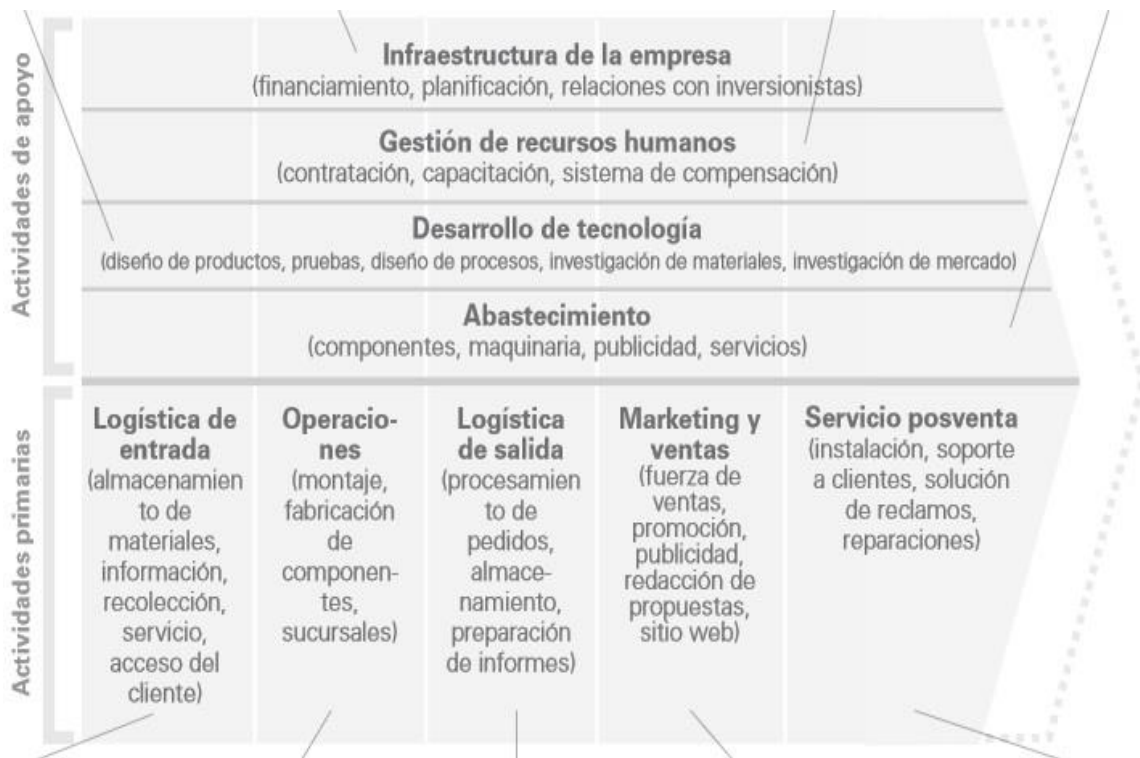 Actividades de apoyo
Infraestructura de la empresa
(financiamiento, planificación, relaciones con inversionistas)
Gestión de recursos humanos
(contratación, capacitación, sistema de compensación)
Desarrollo de tecnología
(diseño de productos, pruebas, diseño de procesos, investigación de materiales, investigación de mercado)
Abastecimiento
(componentes, maquinaria, publicidad, servicios)
Actividades primarias
Logística de
entrada
(almacenamien
to de
materiales,
información,
recolección,
servicio,
acceso del
cliente)
Operacio-
nes
(montaje,
fabricación
de
componen-
tes,
sucursales)
Logística
de salida
(procesamien
to de
pedidos,
almace-
namiento,
preparación
de informes)
Marketing y
ventas
(fuerza de
ventas,
promoción,
publicidad,
redacción de
propuestas,
sitio web)
Servicio posventa
(instalación, soporte
a clientes, solución
de reclamos,
reparaciones)